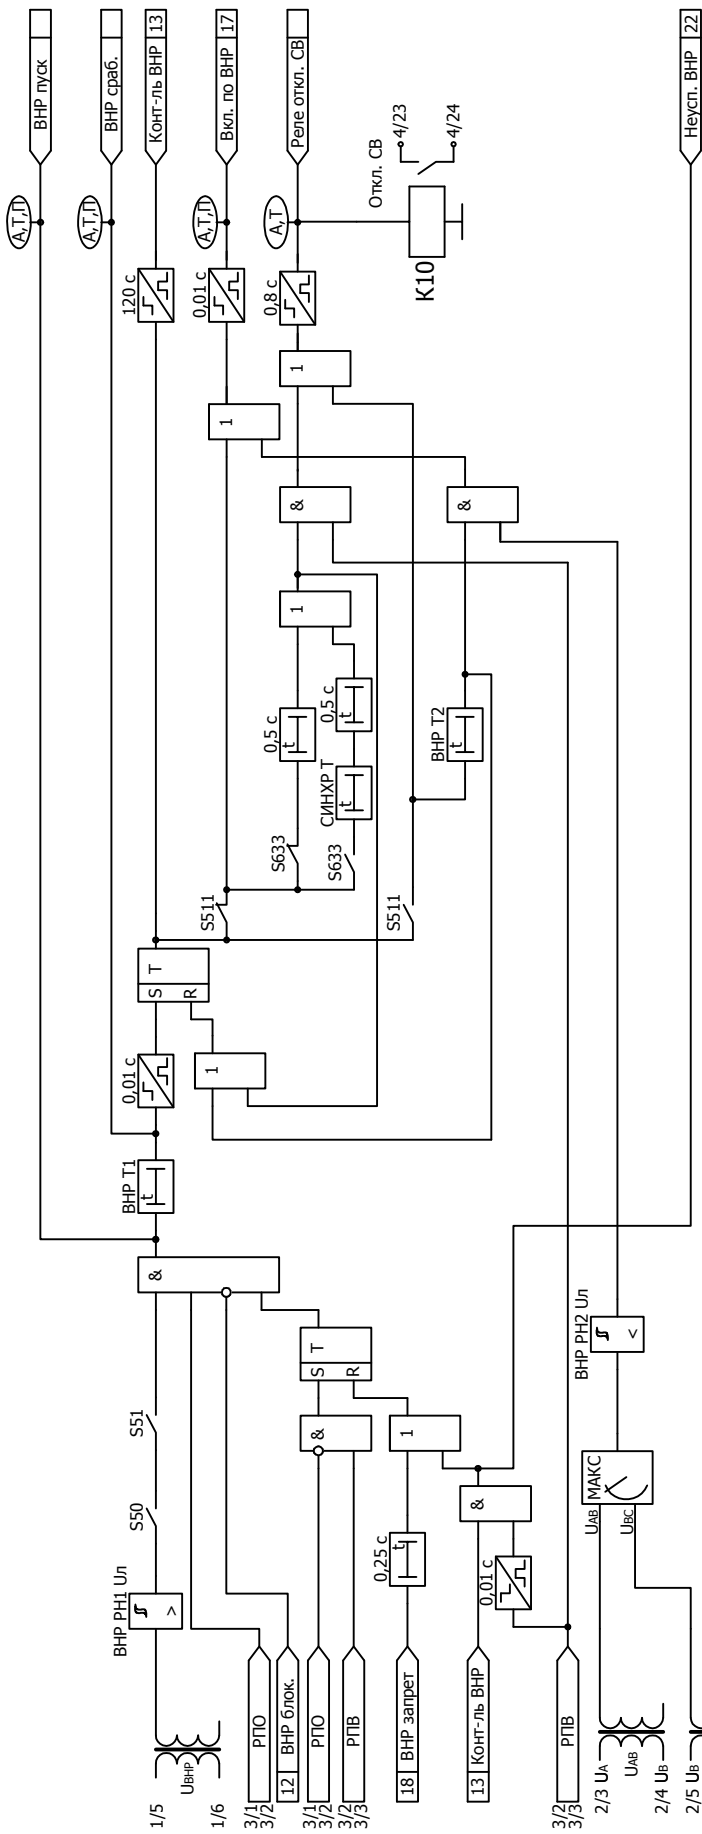 ВНР пуск
А,Т,П
ВНР сраб.
А,Т,П
Конт-ль ВНР 13
120 с
Вкл. по ВНР 17
А,Т,П
0,01 с
Реле откл. СВ
А,Т
0,8 с
Откл. СВ
4/23
4/24
К10
Неусп. ВНР 22
1
1
&
&
1
0,5 с
t
0,5 с
t
СИНХР Т
t
ВНР Т2
t
S633
S633
S511
S511
S T
R
0,01 с
1
ВНР Т1
t
&
S T
R
&
1
S51
S50
ВНР РН1 Uл
>
0,25 с
t
&
0,01 с
ВНР РН2 Uл
<
МАКС
UАВ
UВС
1/5
UВНР
1/6
3/1
3/2
РПО
12 ВНР блок.
3/1
3/2
РПО
3/2
3/3
РПВ
18 ВНР запрет
13 Конт-ль ВНР
3/2
3/3
РПВ
2/3 UА
UАВ
2/4 UВ
2/5 UВ